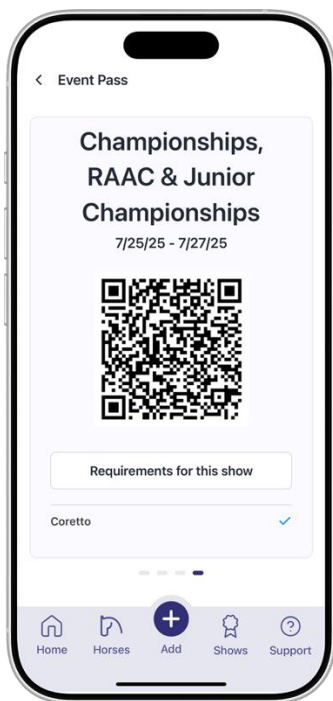 Event Pass
Championships,
RAAC & Junior
Championships
7/25/25 - 7/27/25
Requirements for this show
Coretto
Home Horses Add Shows Support